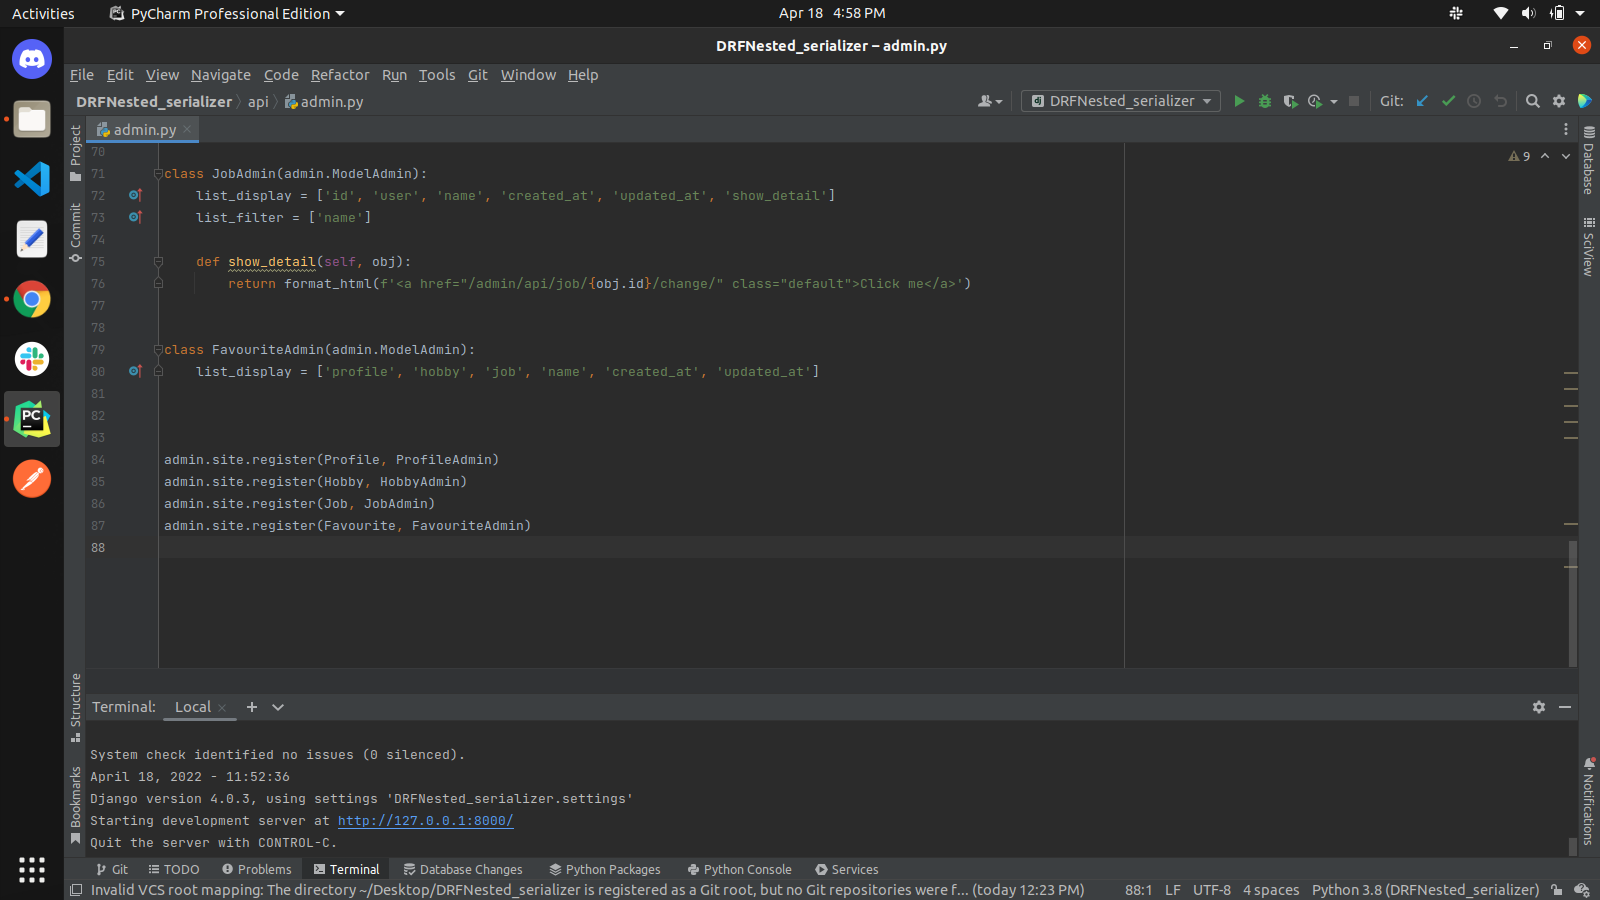 Activities PyCharm Professional Edition Apr 18 4:58 PM
DRFNested_serializer – admin.py
File Edit View Navigate Code Refactor Run Tools Git Window Help
DRFNested_serializer api admin.py DRFNested_serializer Git:
admin.py
Project
Commit
Structure
Bookmarks
Database
SciView
Notifications
9
70
71 class JobAdmin(admin.ModelAdmin):
72 list_display = ['id', 'user', 'name', 'created_at', 'updated_at', 'show_detail']
73 list_filter = ['name']
74
75 def show_detail(self, obj):
76 return format_html(f'<a href="/admin/api/job/{obj.id}/change/" class="default">Click me</a>')
77
78
79 class FavouriteAdmin(admin.ModelAdmin):
80 list_display = ['profile', 'hobby', 'job', 'name', 'created_at', 'updated_at']
81
82
83
84 admin.site.register(Profile, ProfileAdmin)
85 admin.site.register(Hobby, HobbyAdmin)
86 admin.site.register(Job, JobAdmin)
87 admin.site.register(Favourite, FavouriteAdmin)
88
Terminal: Local
System check identified no issues (0 silenced).
April 18, 2022 - 11:52:36
Django version 4.0.3, using settings 'DRFNested_serializer.settings'
Starting development server at http://127.0.0.1:8000/
Quit the server with CONTROL-C.
Git TODO Problems Terminal Database Changes Python Packages Python Console Services
Invalid VCS root mapping: The directory ~/Desktop/DRFNested_serializer is registered as a Git root, but no Git repositories were f... (today 12:23 PM) 88:1 LF UTF-8 4 spaces Python 3.8 (DRFNested_serializer)